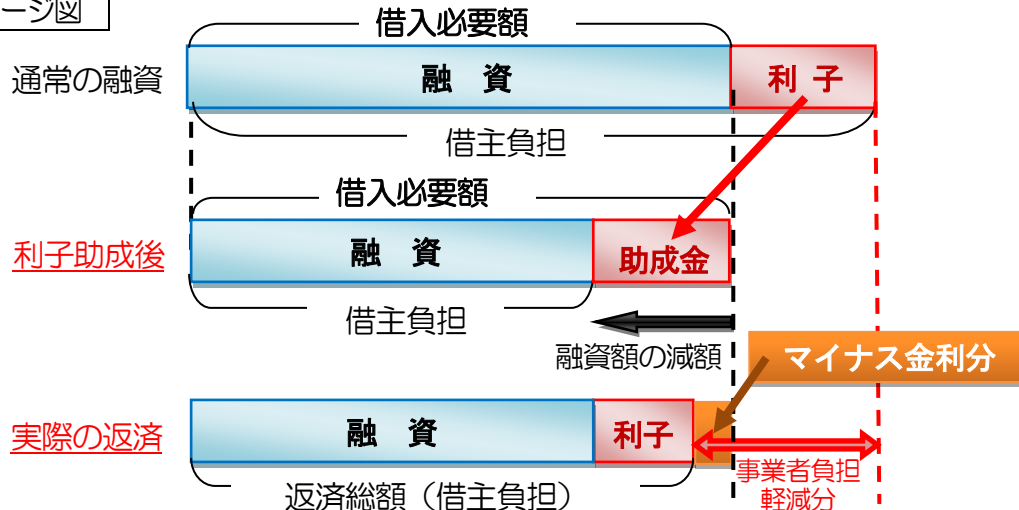 ージ図
借入必要額
通常の融資
融 資
利 子
借主負担
借入必要額
利子助成後
融 資
助成金
借主負担
融資額の減額
マイナス金利分
実際の返済
融 資
利子
事業者負担
軽減分
返済総額（借主負担）